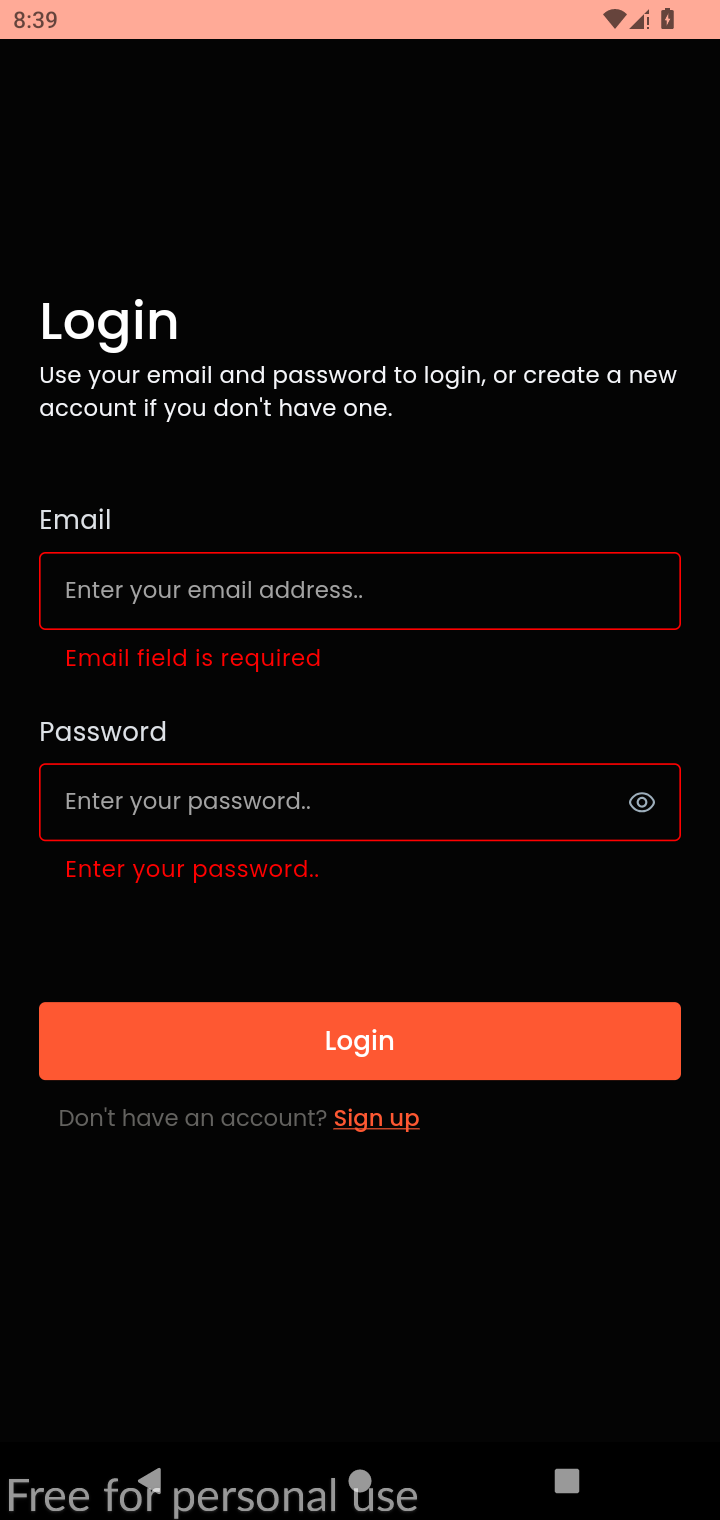 8:39
Login
Use your email and password to login, or create a new
account if you don't have one.
Email
Enter your email address..
Email field is required
Password
Enter your password..
Enter your password..
Login
Don't have an account? Sign up
Free for personal use